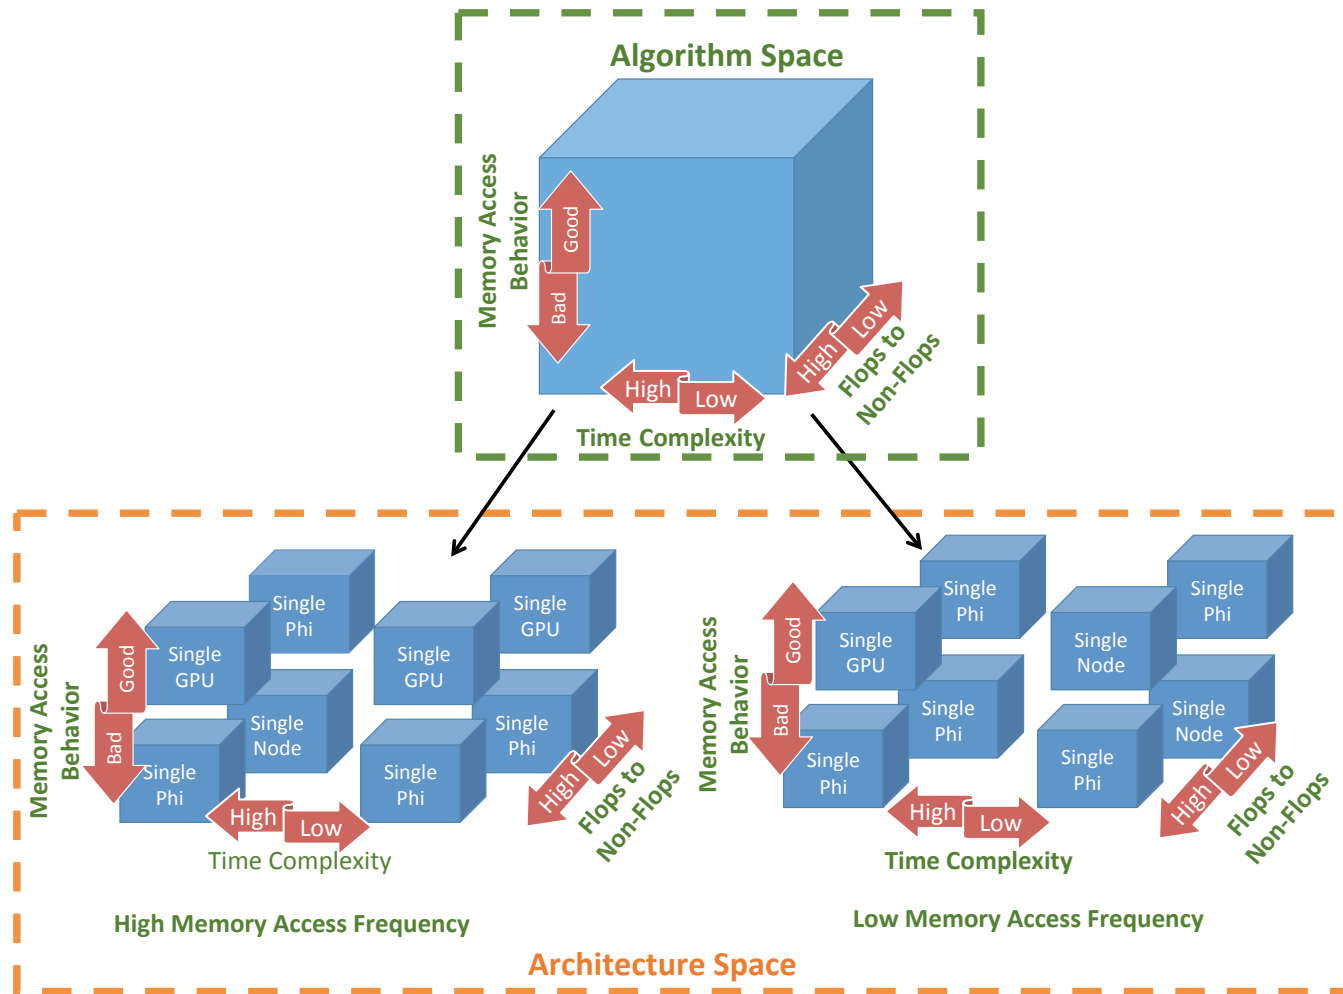 Algorithm Space
Memory Access
Behavior
Good
Bad
High
Low
Time Complexity
High
Low
Flops to
Non-Flops
Single
Phi
Single
GPU
Single
GPU
Single
GPU
Single
Node
Single
Phi
Single
Phi
Single
Phi
Memory Access
Behavior
Good
Bad
High
Low
Time Complexity
High
Low
Flops to
Non-Flops
High Memory Access Frequency
Single
Phi
Single
Phi
Single
GPU
Single
Node
Single
Phi
Single
Node
Single
Phi
Single
Phi
Memory Access
Behavior
Good
Bad
High
Low
Time Complexity
High
Low
Flops to
Non-Flops
Low Memory Access Frequency
Architecture Space